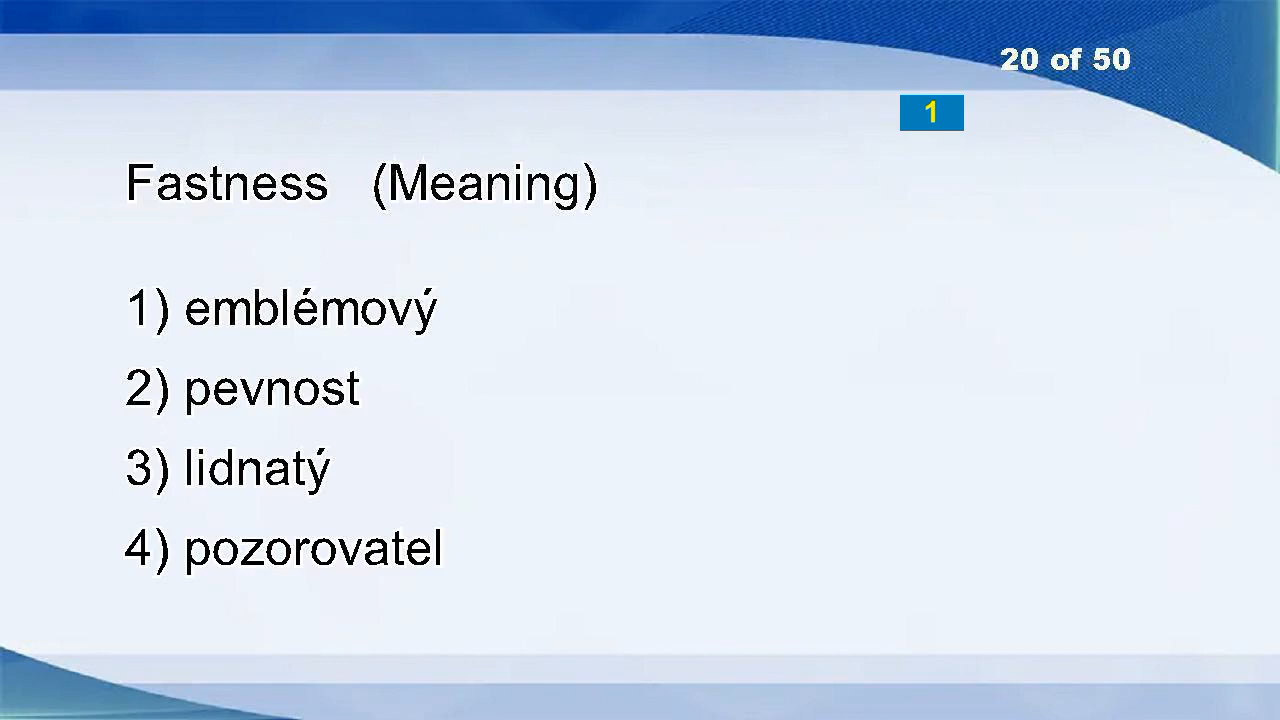 20 of 50
1
Fastness (Meaning)
1) emblémový
2) pevnost
3) lidnatý
4) pozorovatel